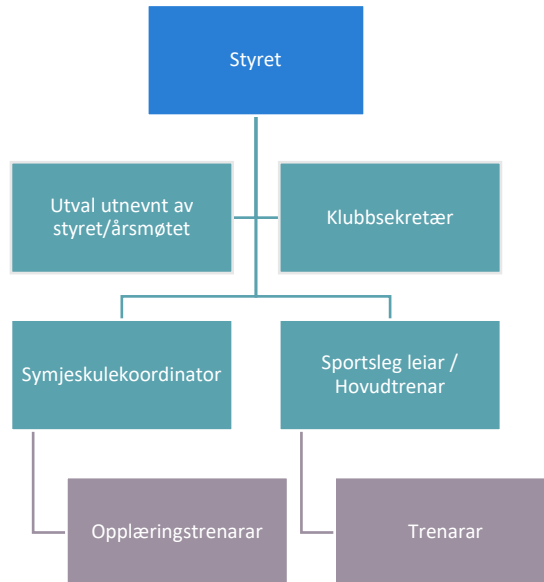 Styret
Utval utnevnt av
styret/årsmøtet
Klubbsekretær
Symjeskulekoordinator
Sportsleg leiar /
Hovudtrenar
Opplæringstrenarar
Trenarar